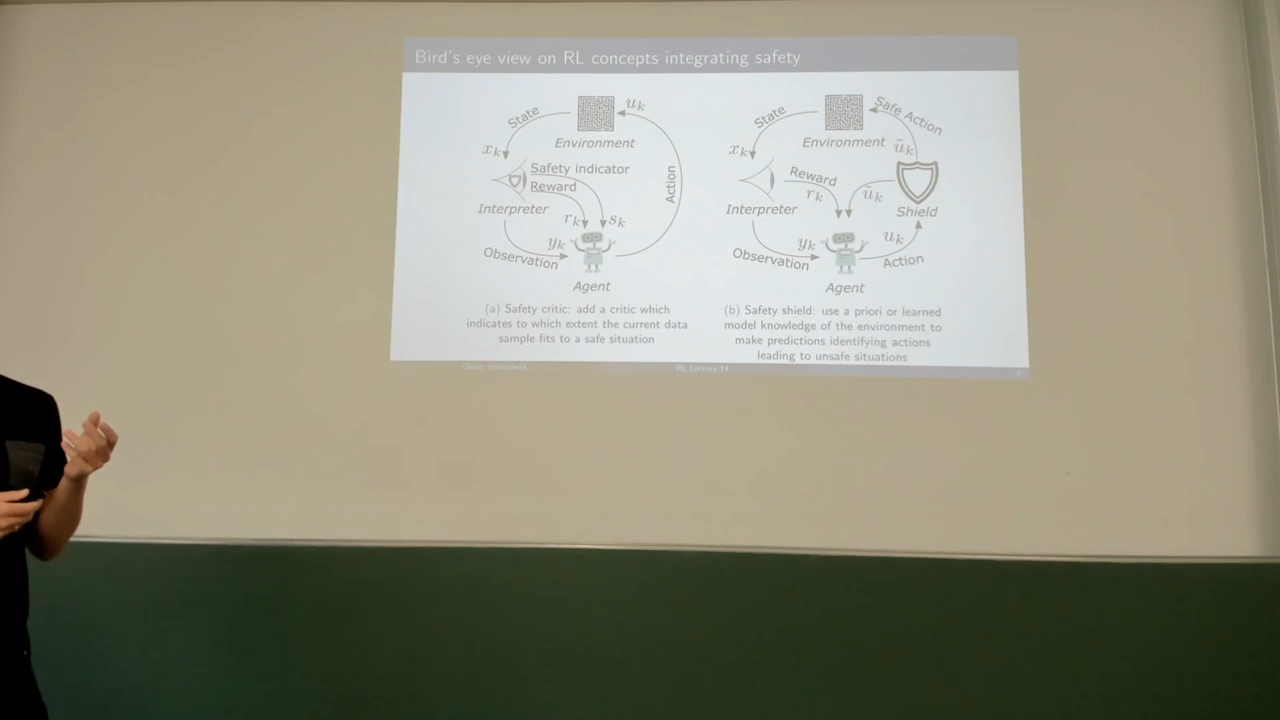 Bird's eye view on RL concepts integrating safety
State
u_k
Environment
x_k
Safety indicator
Reward
Action
Interpreter
r_k
s_k
y_k
Observation
Agent
(a) Safety critic: add a critic which
indicates to which extent the current data
sample fits to a safe situation
State
Safe Action
Environment
ũ_k
x_k
Reward
r_k
ũ_k
Interpreter
Shield
y_k
u_k
Observation
Action
Agent
(b) Safety shield: use a priori or learned
model knowledge of the environment to
make predictions identifying actions
leading to unsafe situations
Oliver Wallscheid
RL Lecture 14